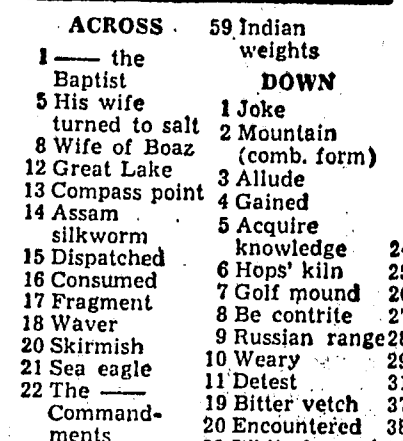 ACROSS
1 —— the
Baptist
5 His wife
turned to salt
8 Wife of Boaz
12 Great Lake
13 Compass point
14 Assam
silkworm
15 Dispatched
16 Consumed
17 Fragment
18 Waver
20 Skirmish
21 Sea eagle
22 The ——
Command-
ments
59 Indian
weights
DOWN
1 Joke
2 Mountain
(comb. form)
3 Allude
4 Gained
5 Acquire
knowledge
6 Hops' kiln
7 Golf mound
8 Be contrite
9 Russian range
10 Weary
11 Detest
19 Bitter vetch
20 Encountered
28
37
38